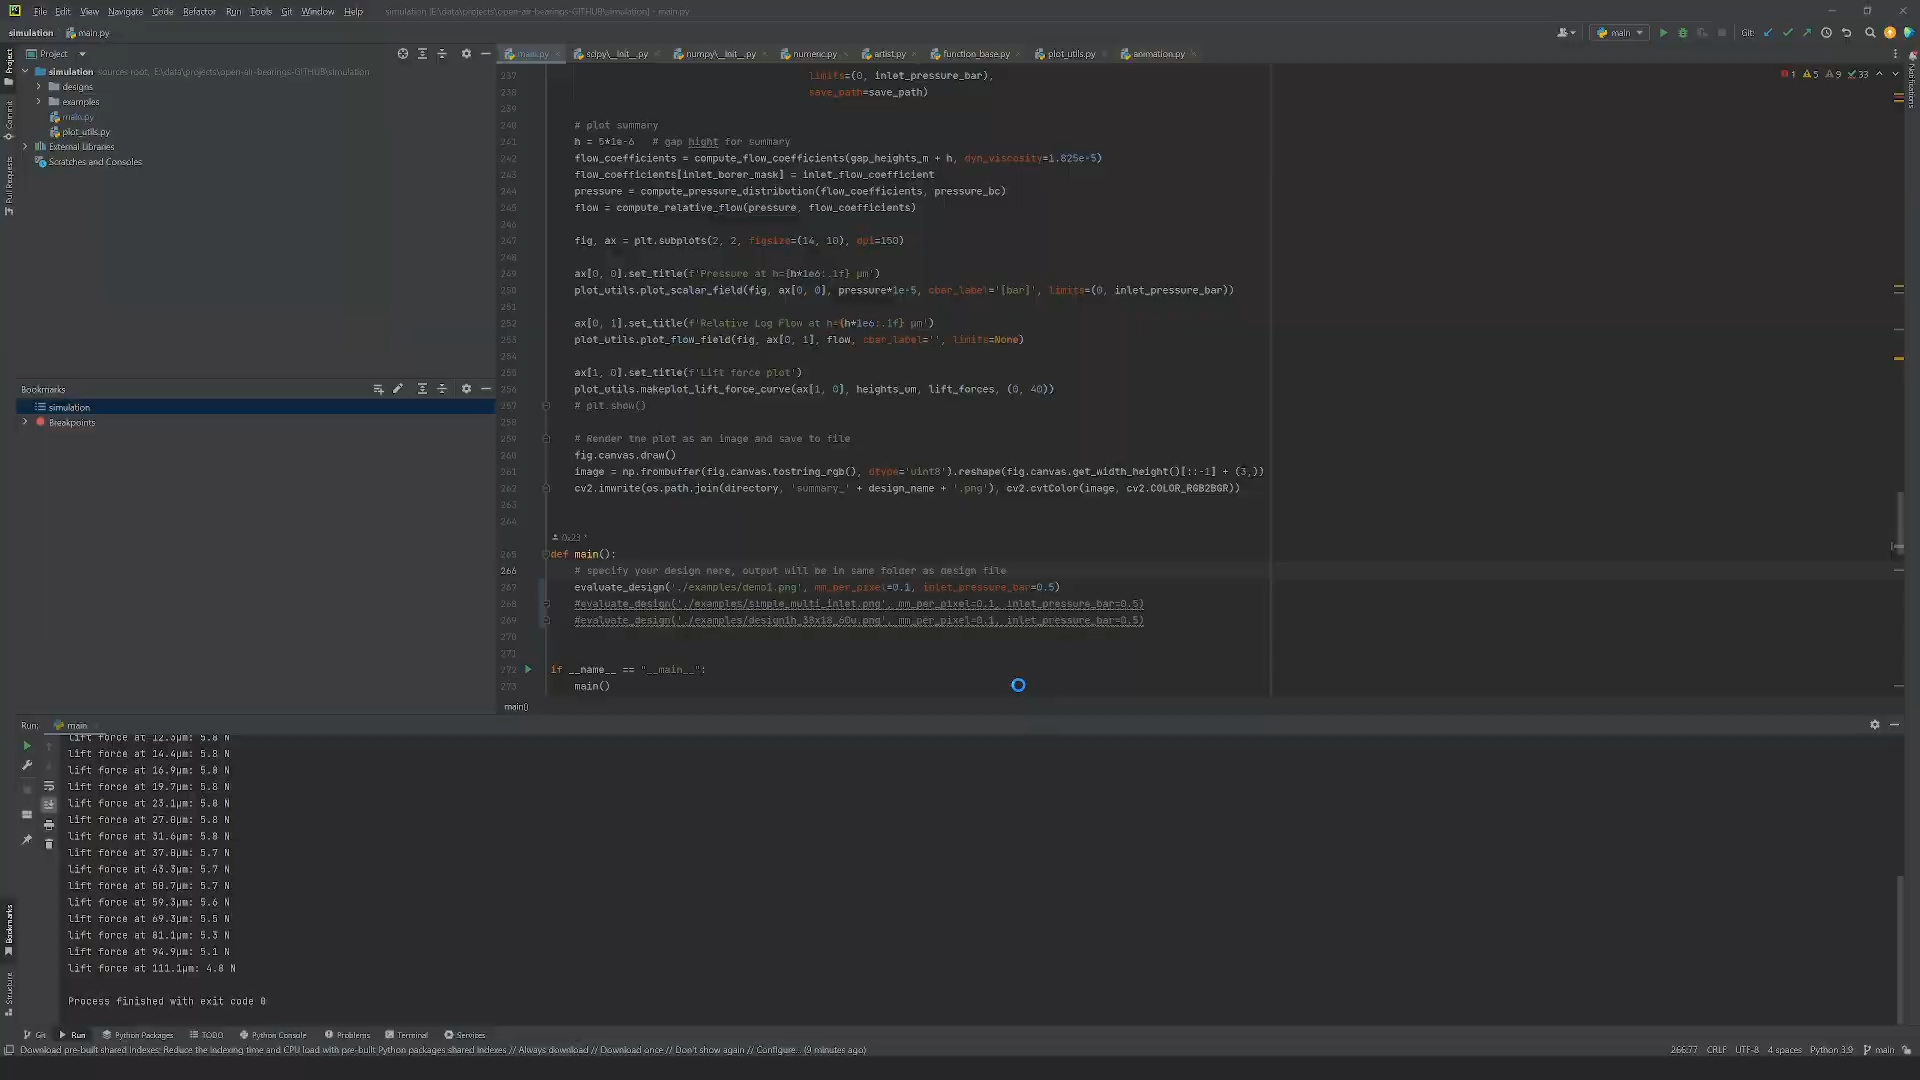 File Edit View Navigate Code Refactor Run Tools Git Window Help simulation [E:\data\projects\open-air-bearings-GITHUB\simulation] - main.py
simulation main.py
main Git:
Project
main.py scipy\__init__.py numpy\__init__.py numeric.py artist.py function_base.py plot_utils.py animation.py
simulation sources root, E:\data\projects\open-air-bearings-GITHUB\simulation
designs
examples
main.py
plot_utils.py
External Libraries
Scratches and Consoles
Bookmarks
simulation
Breakpoints
Project
Commit
Pull Requests
Bookmarks
Structure
Notifications
1 5 9 33
237 limits=(0, inlet_pressure_bar),
238 save_path=save_path)
239
240 # plot summary
241 h = 5*1e-6 # gap hight for summary
242 flow_coefficients = compute_flow_coefficients(gap_heights_m + h, dyn_viscosity=1.825e-5)
243 flow_coefficients[inlet_borer_mask] = inlet_flow_coefficient
244 pressure = compute_pressure_distribution(flow_coefficients, pressure_bc)
245 flow = compute_relative_flow(pressure, flow_coefficients)
246
247 fig, ax = plt.subplots(2, 2, figsize=(14, 10), dpi=150)
248
249 ax[0, 0].set_title(f'Pressure at h={h*1e6:.1f} µm')
250 plot_utils.plot_scalar_field(fig, ax[0, 0], pressure*1e-5, cbar_label='[bar]', limits=(0, inlet_pressure_bar))
251
252 ax[0, 1].set_title(f'Relative Log Flow at h={h*1e6:.1f} µm')
253 plot_utils.plot_flow_field(fig, ax[0, 1], flow, cbar_label='', limits=None)
254
255 ax[1, 0].set_title(f'Lift force plot')
256 plot_utils.makeplot_lift_force_curve(ax[1, 0], heights_um, lift_forces, (0, 40))
257 # plt.show()
258
259 # Render the plot as an image and save to file
260 fig.canvas.draw()
261 image = np.frombuffer(fig.canvas.tostring_rgb(), dtype='uint8').reshape(fig.canvas.get_width_height()[::-1] + (3,))
262 cv2.imwrite(os.path.join(directory, 'summary_' + design_name + '.png'), cv2.cvtColor(image, cv2.COLOR_RGB2BGR))
263
264
265 def main():
266 # specify your design here, output will be in same folder as design file
267 evaluate_design('./examples/demo1.png', mm_per_pixel=0.1, inlet_pressure_bar=0.5)
268 #evaluate_design('./examples/simple_multi_inlet.png', mm_per_pixel=0.1, inlet_pressure_bar=0.5)
269 #evaluate_design('./examples/design1h_38x18_60u.png', mm_per_pixel=0.1, inlet_pressure_bar=0.5)
270
271
272 if __name__ == "__main__":
273 main()
main()
Run: main
lift force at 12.3µm: 5.8 N
lift force at 14.4µm: 5.8 N
lift force at 16.9µm: 5.8 N
lift force at 19.7µm: 5.8 N
lift force at 23.1µm: 5.8 N
lift force at 27.0µm: 5.8 N
lift force at 31.6µm: 5.8 N
lift force at 37.0µm: 5.7 N
lift force at 43.3µm: 5.7 N
lift force at 50.7µm: 5.7 N
lift force at 59.3µm: 5.6 N
lift force at 69.3µm: 5.5 N
lift force at 81.1µm: 5.3 N
lift force at 94.9µm: 5.1 N
lift force at 111.1µm: 4.8 N
Process finished with exit code 0
Git Run Python Packages TODO Python Console Problems Terminal Services
Download pre-built shared indexes: Reduce the indexing time and CPU load with pre-built Python packages shared indexes // Always download // Download once // Don't show again // Configure... (9 minutes ago) 266:77 CRLF UTF-8 4 spaces Python 3.9 main